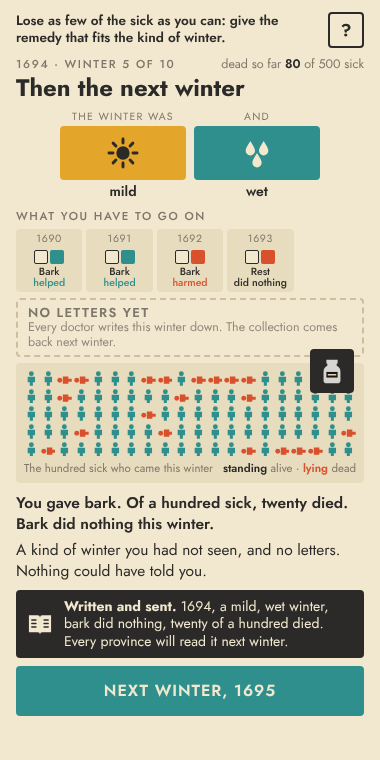 Lose as few of the sick as you can: give the
remedy that fits the kind of winter.
?
1694 · WINTER 5 OF 10
dead so far 80 of 500 sick
Then the next winter
THE WINTER WAS
AND
mild
wet
WHAT YOU HAVE TO GO ON
1690
1691
1692
1693
Bark
helped
Bark
helped
Bark
harmed
Rest
did nothing
NO LETTERS YET
Every doctor writes this winter down. The collection comes
back next winter.
The hundred sick who came this winter
standing alive · lying dead
You gave bark. Of a hundred sick, twenty died.
Bark did nothing this winter.
A kind of winter you had not seen, and no letters.
Nothing could have told you.
Written and sent. 1694, a mild, wet winter,
bark did nothing, twenty of a hundred died.
Every province will read it next winter.
NEXT WINTER, 1695